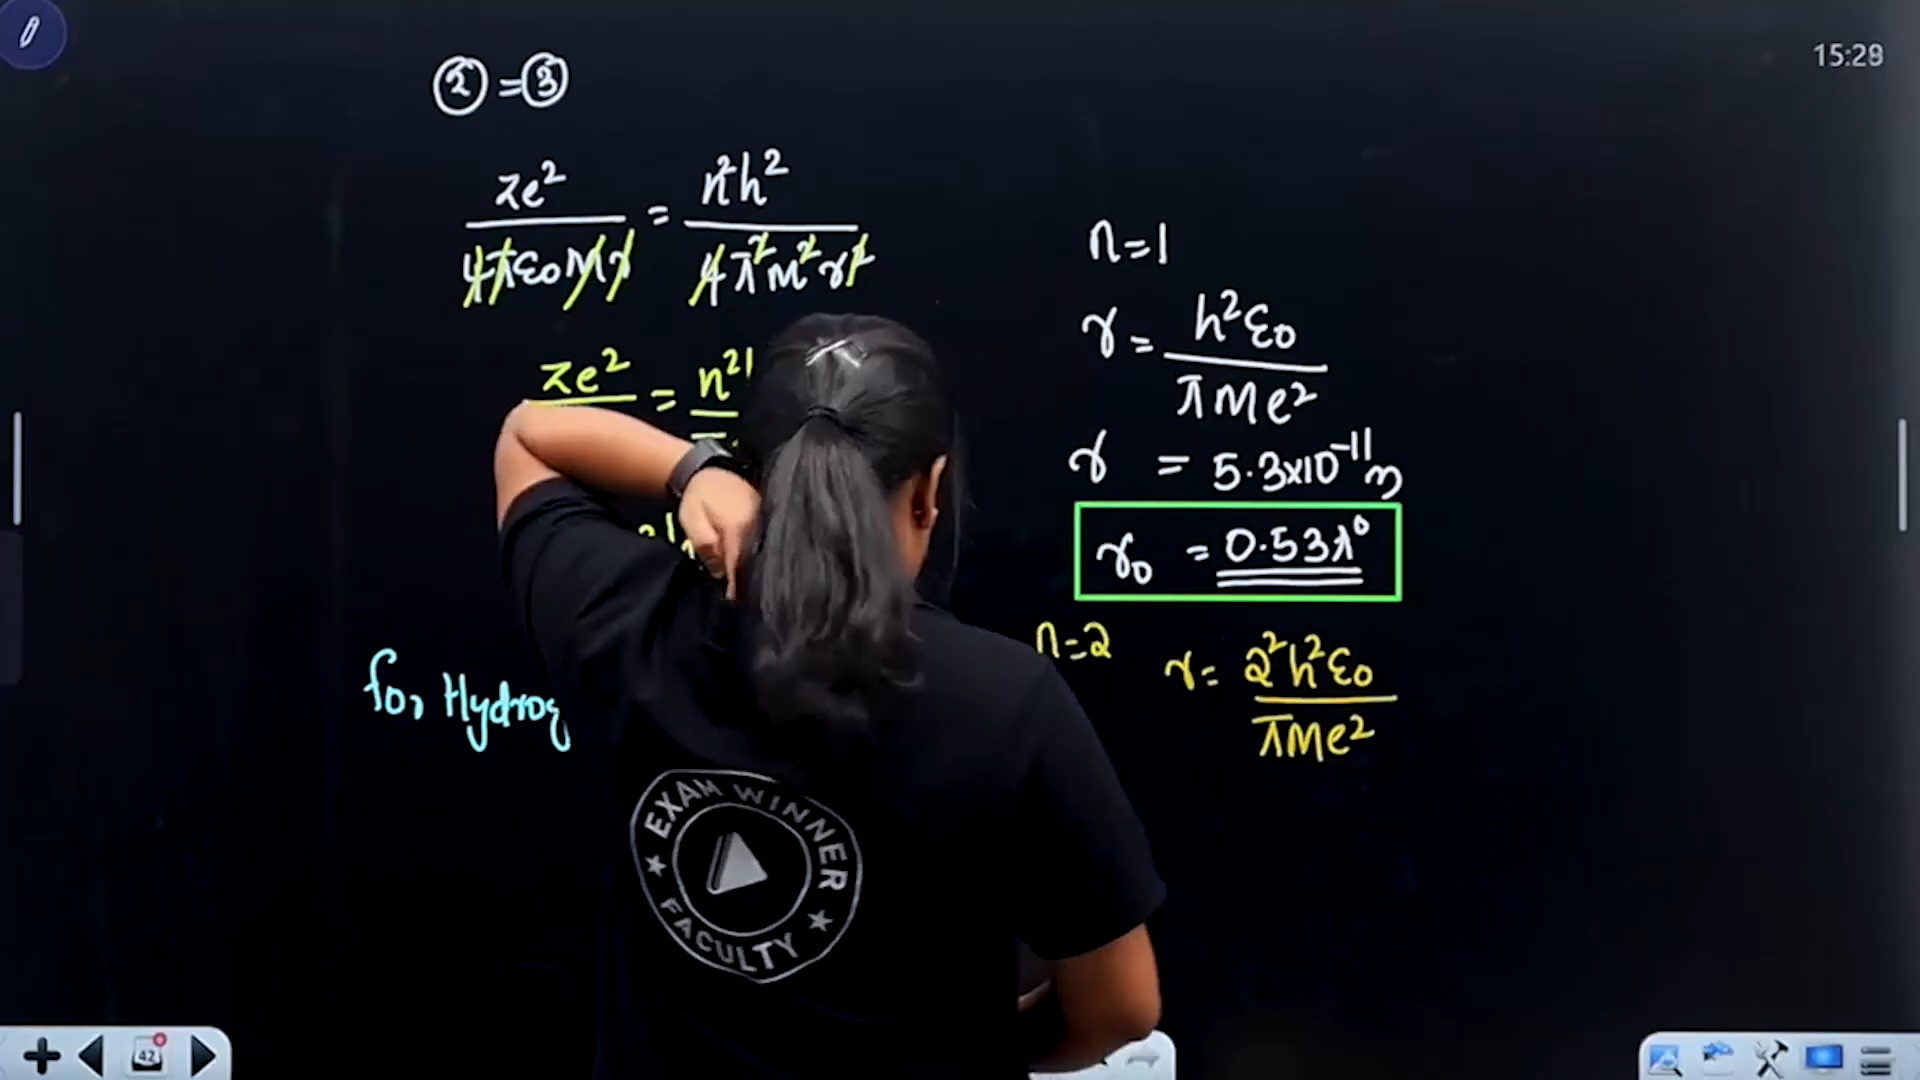 15:28
② = ③
ze²/4πε₀mr = n²h²/4π²m²r²
ze² = n²
for Hydrog
n=1
r = h²ε₀/πme²
r = 5.3×10⁻¹¹m
r₀ = 0.53A°
n=2 r = 2²h²ε₀/πme²
EXAM WINNER
FACULTY
42